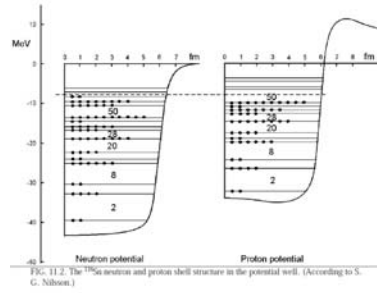 10
MeV
0 1 2 3 4 5 6 7 fm
0 1 2 3 4 5 6 7 fm
0
-10
-20
-30
-40
-50
50
28
20
8
2
50
28
20
8
2
Neutron potential
Proton potential
FIG. 11.2. The Sn neutron and proton shell structure in the potential well. (According to S.
G. Nilsson.)